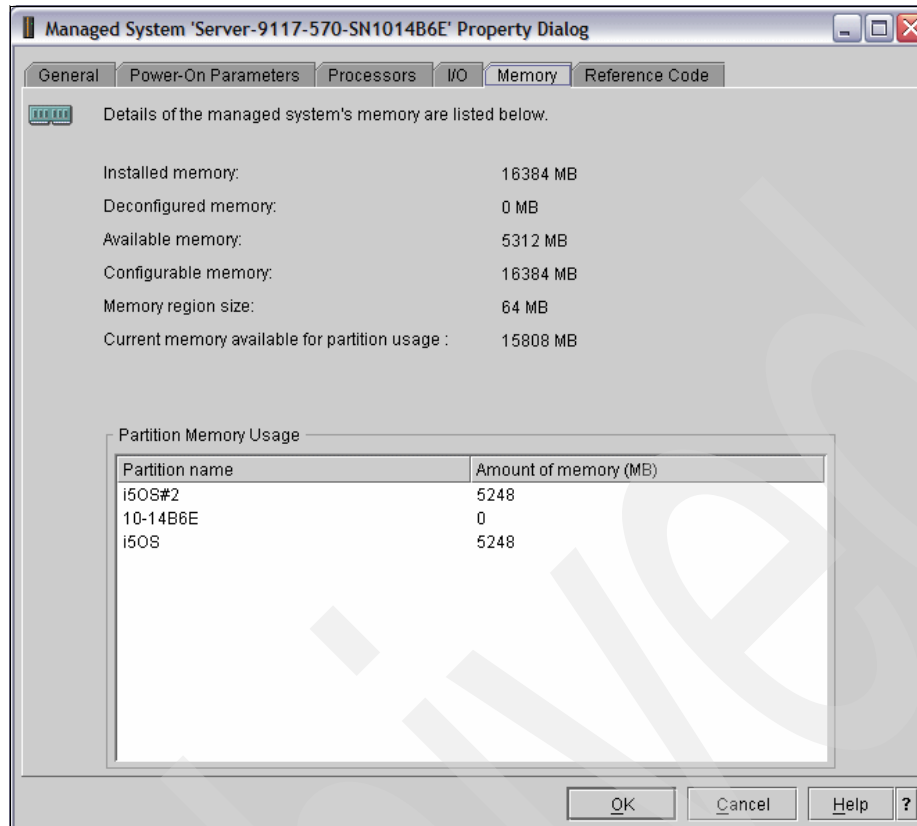 Managed System 'Server-9117-570-SN1014B6E' Property Dialog
General Power-On Parameters Processors I/O Memory Reference Code
Details of the managed system's memory are listed below.
Installed memory: 16384 MB
Deconfigured memory: 0 MB
Available memory: 5312 MB
Configurable memory: 16384 MB
Memory region size: 64 MB
Current memory available for partition usage : 15808 MB
Partition Memory Usage
Partition name Amount of memory (MB)
i5OS#2 5248
10-14B6E 0
i5OS 5248
OK Cancel Help ?